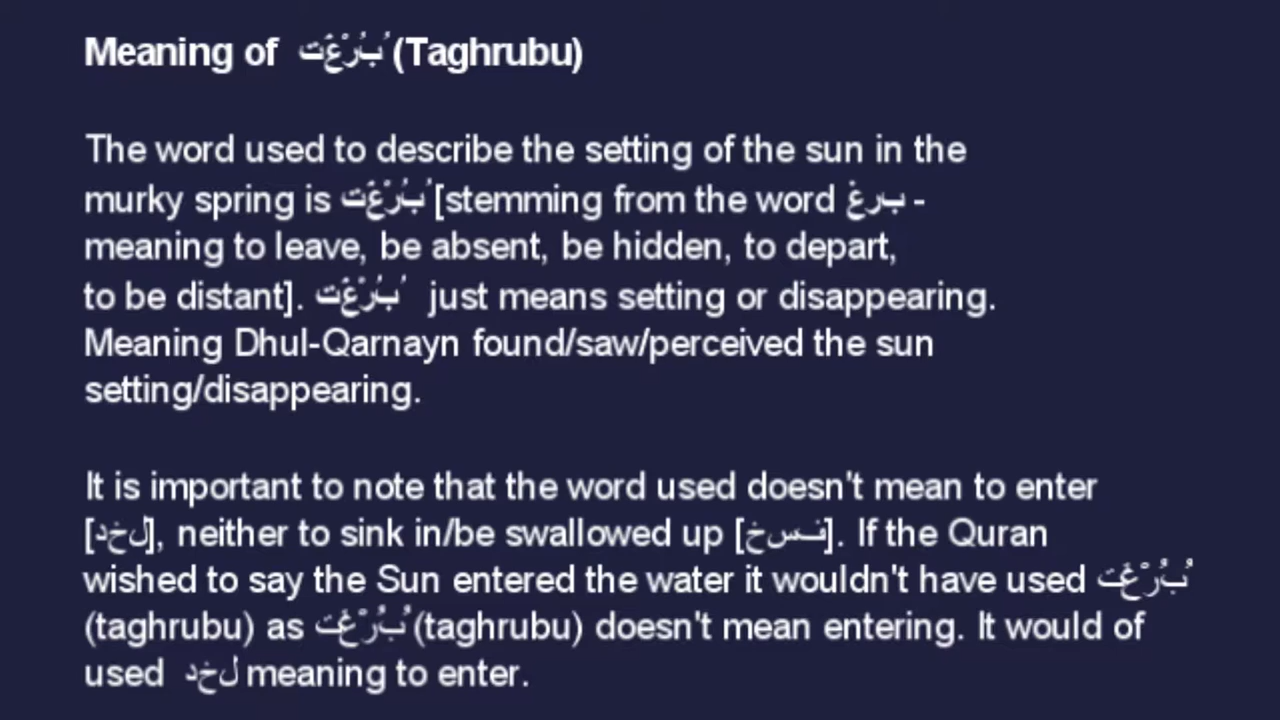 Meaning of ُبُرْغَت (Taghrubu)
The word used to describe the setting of the sun in the
murky spring is ُبُرْغَت [stemming from the word برغ -
meaning to leave, be absent, be hidden, to depart,
to be distant]. ُبُرْغَت just means setting or disappearing.
Meaning Dhul-Qarnayn found/saw/perceived the sun
setting/disappearing.
It is important to note that the word used doesn't mean to enter
[لخد], neither to sink in/be swallowed up [فسخ]. If the Quran
wished to say the Sun entered the water it wouldn't have used ُبُرْغَت
(taghrubu) as ُبُرْغَت (taghrubu) doesn't mean entering. It would of
used لخد meaning to enter.